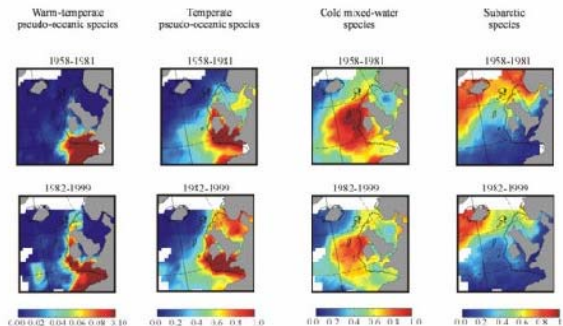 Warm-temperate
pseudo-oceanic species
Temperate
pseudo-oceanic species
Cold mixed-water
species
Subarctic
species
1958-1981
1958-1981
1958-1981
1958-1981
1982-1999
1982-1999
1982-1999
1982-1999
0.00 0.02 0.04 0.06 0.08 0.10
0.0 0.2 0.4 0.6 0.8 1.0
0.0 0.2 0.4 0.6 0.8 1.0
0.0 0.2 0.4 0.6 0.8 1